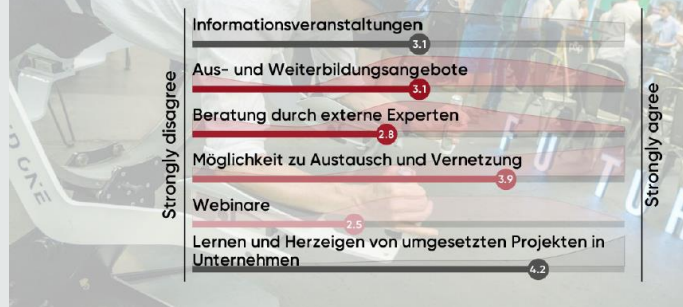 Informationsveranstaltungen
3.1
Aus- und Weiterbildungsangebote
3.1
Beratung durch externe Experten
2.8
Möglichkeit zu Austausch und Vernetzung
3.9
Webinare
2.5
Lernen und Herzeigen von umgesetzten Projekten in
Unternehmen
4.2
Strongly disagree
Strongly agree